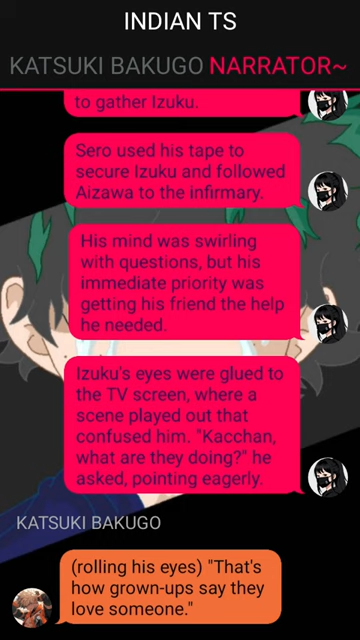 INDIAN TS
KATSUKI BAKUGO NARRATOR~
to gather Izuku.
Sero used his tape to
secure Izuku and followed
Aizawa to the infirmary.
His mind was swirling
with questions, but his
immediate priority was
getting his friend the help
he needed.
Izuku's eyes were glued to
the TV screen, where a
scene played out that
confused him. "Kacchan,
what are they doing?" he
asked, pointing eagerly.
KATSUKI BAKUGO
(rolling his eyes) "That's
how grown-ups say they
love someone."